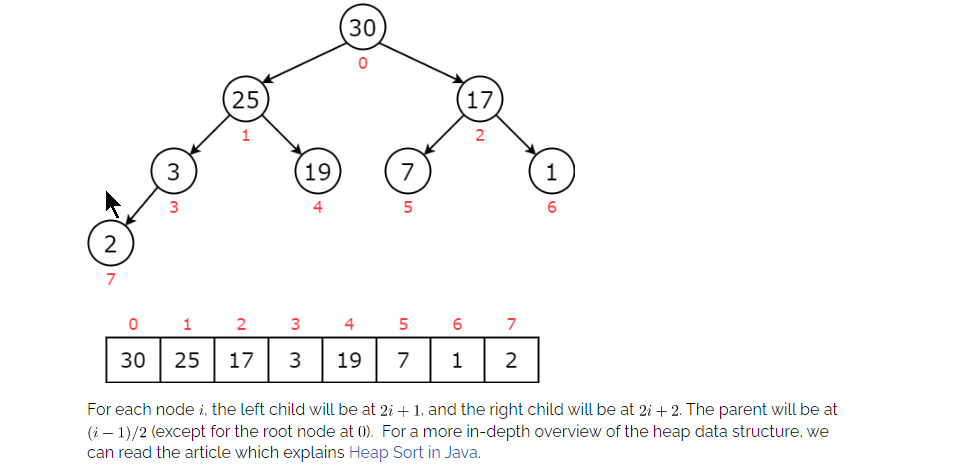 30
0
25 17
1 2
3 19 7 1
3 4 5 6
2
7
0 1 2 3 4 5 6 7
30 25 17 3 19 7 1 2
For each node i, the left child will be at 2i + 1, and the right child will be at 2i + 2. The parent will be at
(i − 1)/2 (except for the root node at 0). For a more in-depth overview of the heap data structure, we
can read the article which explains Heap Sort in Java.